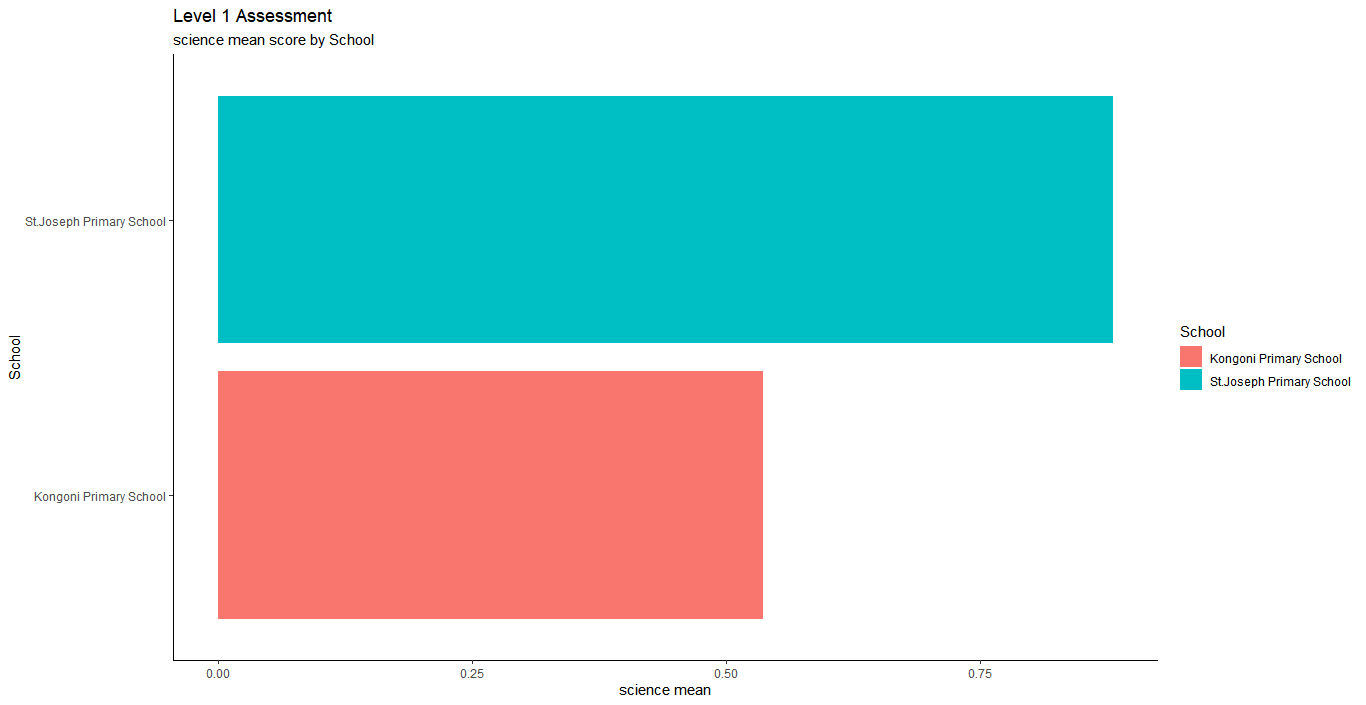 Level 1 Assessment
science mean score by School
St.Joseph Primary School
Kongoni Primary School
School
0.00
0.25
0.50
0.75
science mean
School
Kongoni Primary School
St.Joseph Primary School